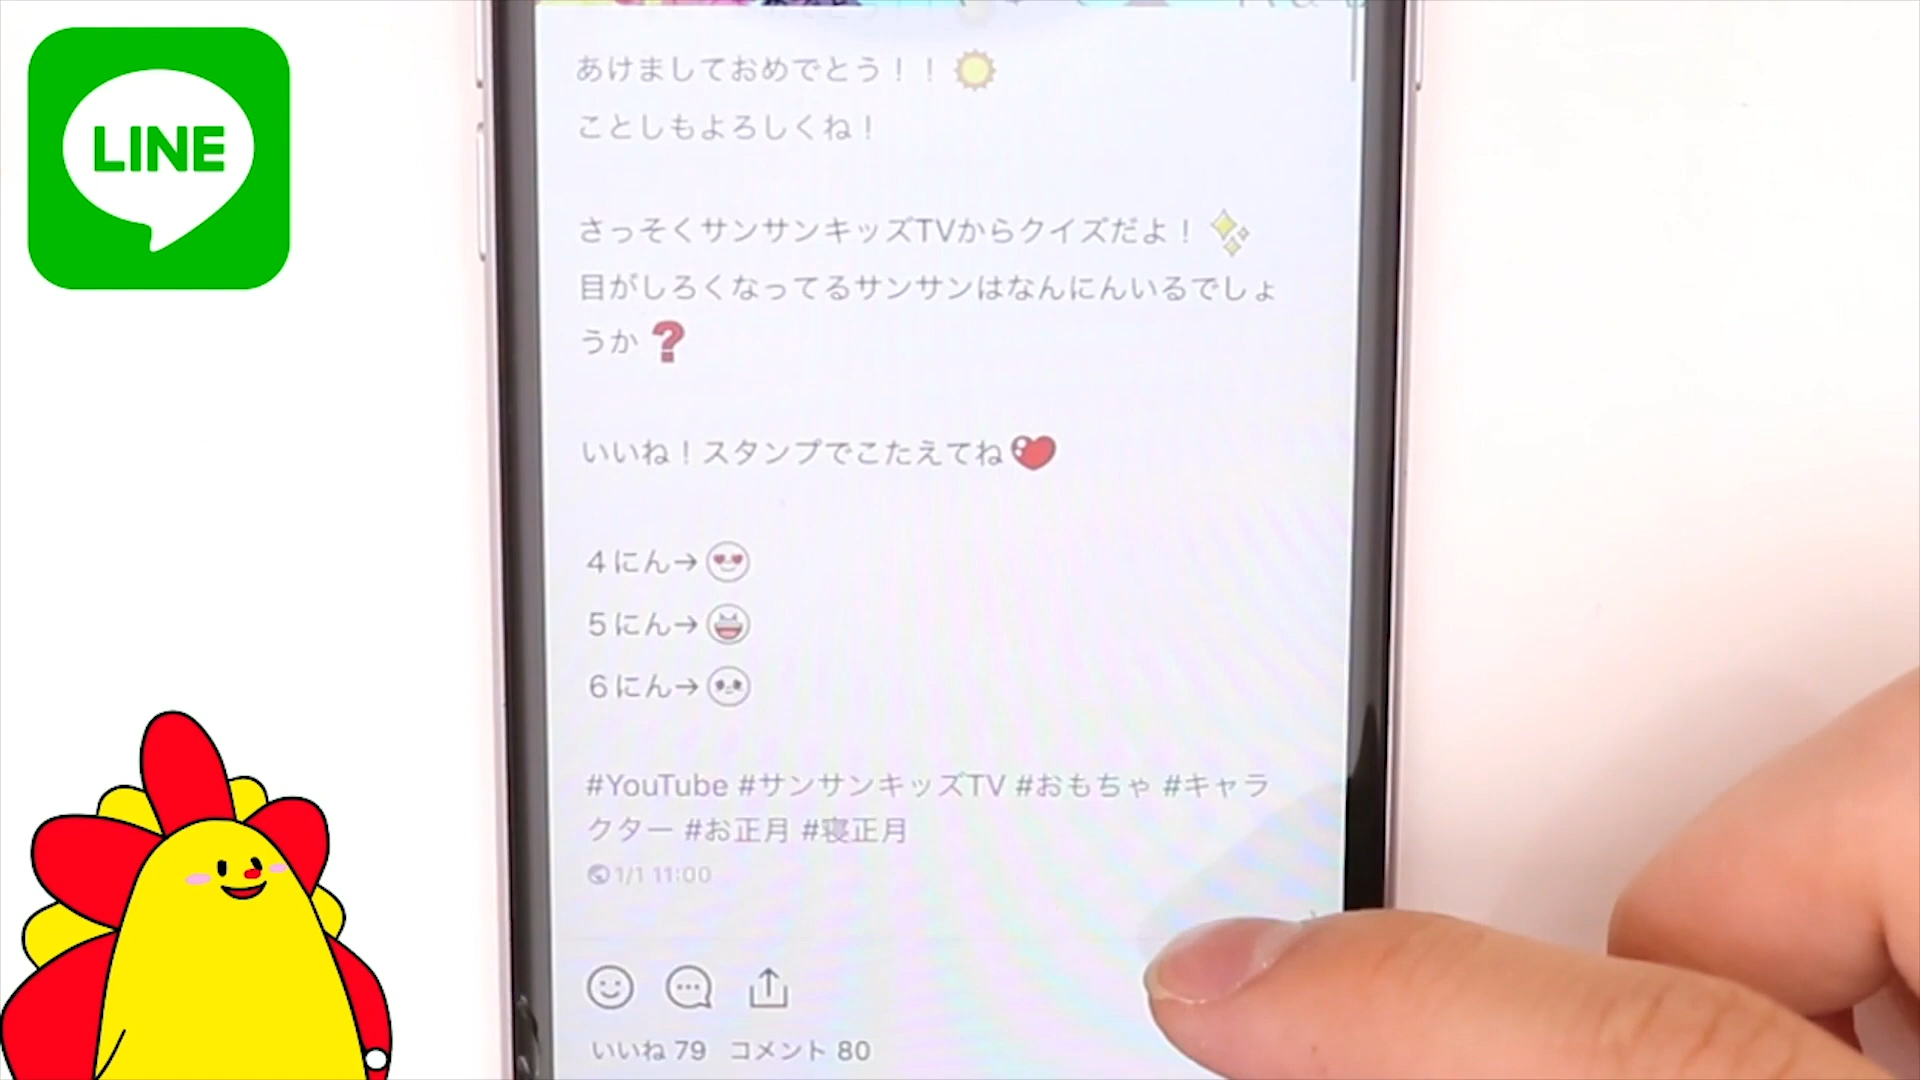 LINE
あけましておめでとう！！
ことしもよろしくね！
さっそくサンサンキッズTVからクイズだよ！
目がしろくなってるサンサンはなんにんいるでしょ
うか❓
いいね！スタンプでこたえてね
4にん→
5にん→
6にん→
#YouTube #サンサンキッズTV #おもちゃ #キャラ
クター #お正月 #寝正月
1/1 11:00
いいね 79 コメント 80